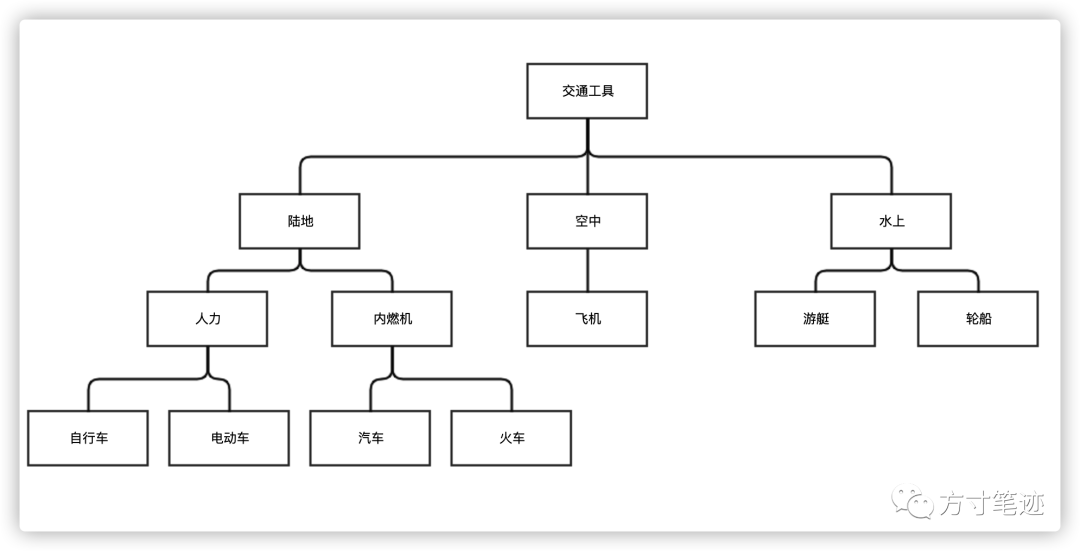 交通工具
陆地
空中
水上
人力
内燃机
飞机
游艇
轮船
自行车
电动车
汽车
火车
方寸笔迹